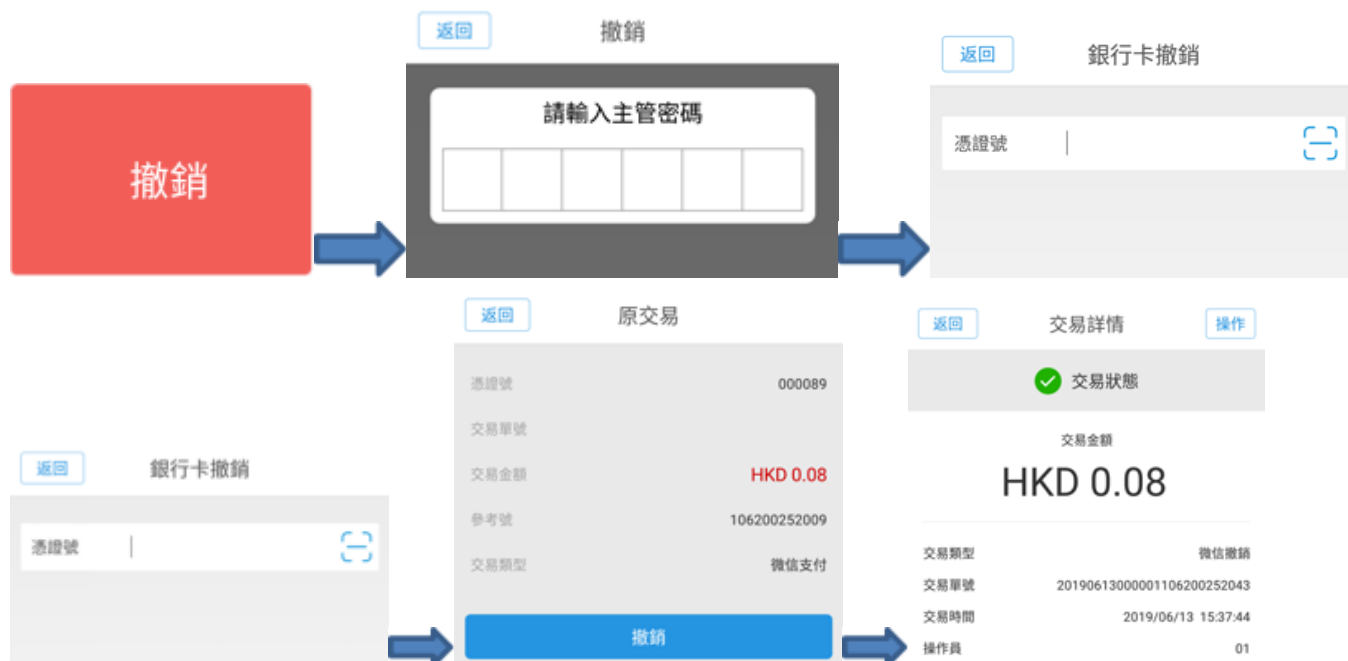 撤銷
返回 撤銷
請輸入主管密碼
返回 銀行卡撤銷
憑證號
返回 銀行卡撤銷
憑證號
返回 原交易
憑證號 000089
交易單號
交易金額 HKD 0.08
參考號 106200252009
交易類型 微信支付
撤銷
返回 交易詳情 操作
交易狀態
交易金額
HKD 0.08
交易類型 微信撤銷
交易單號 20190613000001106200252043
交易時間 2019/06/13 15:37:44
操作員 01